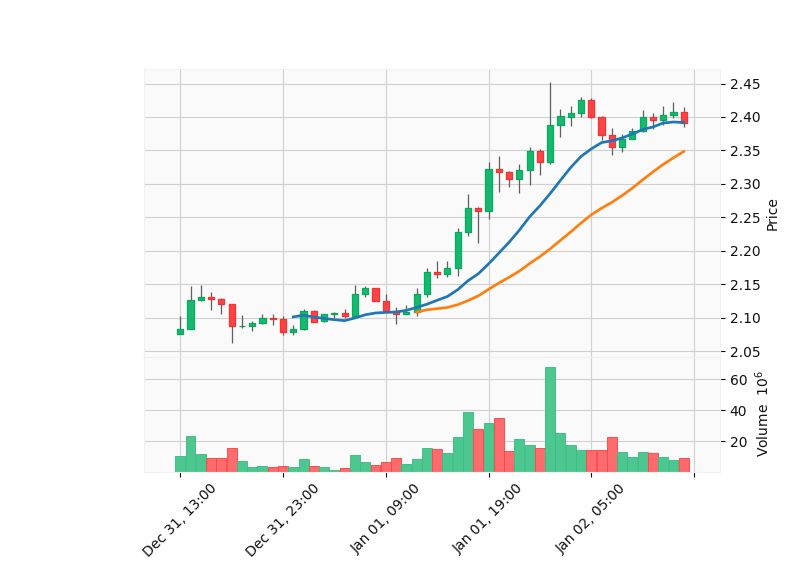 2.45
2.40
2.35
2.30
2.25
2.20
2.15
2.10
2.05
Price
60
40
20
Volume 10⁶
Dec 31, 13:00
Dec 31, 23:00
Jan 01, 09:00
Jan 01, 19:00
Jan 02, 05:00